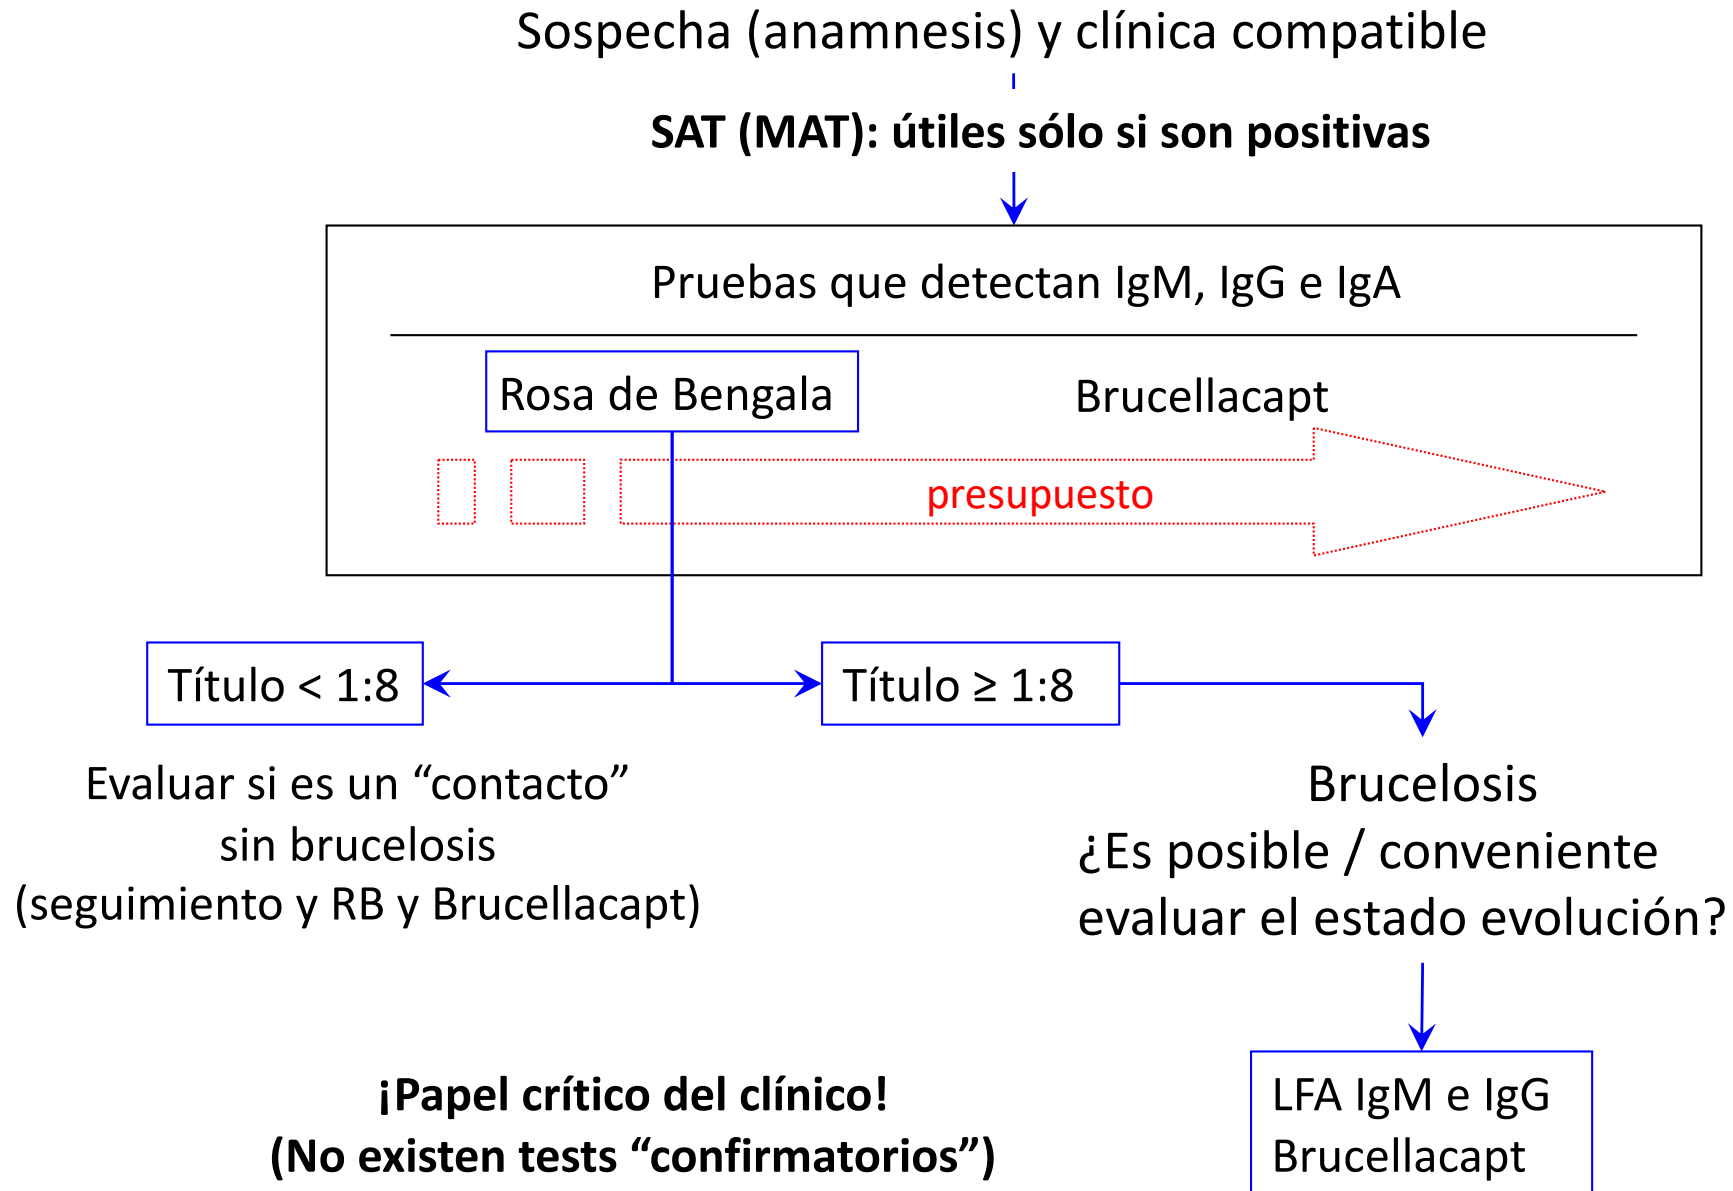 Sospecha (anamnesis) y clínica compatible
SAT (MAT): útiles sólo si son positivas
Pruebas que detectan IgM, IgG e IgA
Rosa de Bengala
Brucellacapt
presupuesto
Título < 1:8
Título ≥ 1:8
Evaluar si es un “contacto”
sin brucelosis
(seguimiento y RB y Brucellacapt)
Brucelosis
¿Es posible / conveniente
evaluar el estado evolución?
¡Papel crítico del clínico!
(No existen tests “confirmatorios”)
LFA IgM e IgG
Brucellacapt